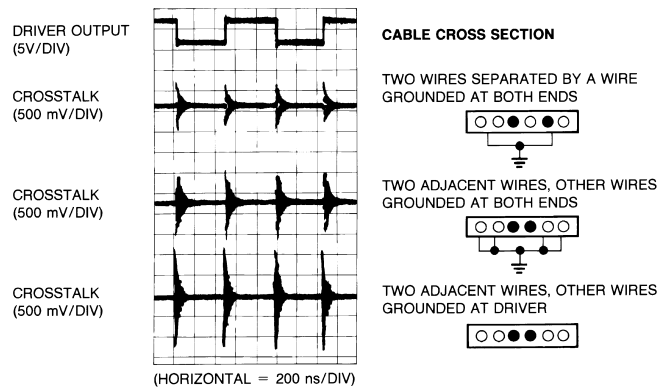 DRIVER OUTPUT
(5V/DIV)
CABLE CROSS SECTION
CROSSTALK
(500 mV/DIV)
TWO WIRES SEPARATED BY A WIRE
GROUNDED AT BOTH ENDS
CROSSTALK
(500 mV/DIV)
TWO ADJACENT WIRES, OTHER WIRES
GROUNDED AT BOTH ENDS
CROSSTALK
(500 mV/DIV)
TWO ADJACENT WIRES, OTHER WIRES
GROUNDED AT DRIVER
(HORIZONTAL = 200 ns/DIV)